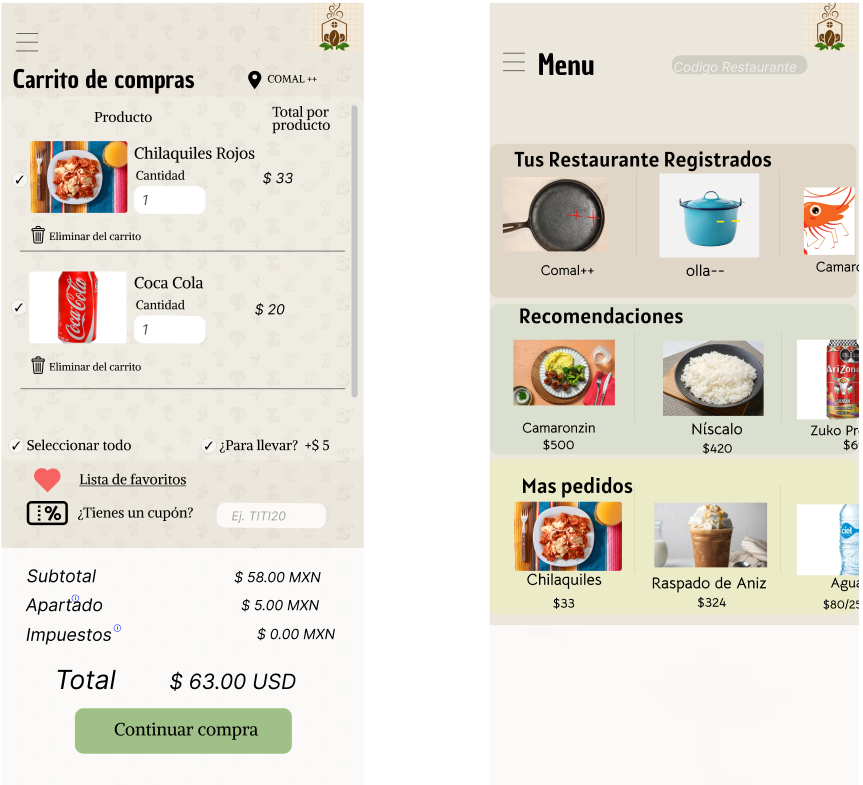 Carrito de compras
COMAL ++
Producto
Total por
producto
Chilaquiles Rojos
Cantidad
1
$ 33
Eliminar del carrito
Coca Cola
Cantidad
1
$ 20
Coca-Cola
Eliminar del carrito
Seleccionar todo
¿Para llevar? +$ 5
Lista de favoritos
%
¿Tienes un cupón?
Ej. TITI20
Subtotal
$ 58.00 MXN
Apartado
$ 5.00 MXN
Impuestos
$ 0.00 MXN
Total
$ 63.00 USD
Continuar compra
Menu
Codigo Restaurante
Tus Restaurante Registrados
++
--
Comal++
olla--
Camaro
Recomendaciones
AriZona
Camaronzin
$500
Níscalo
$420
Zuko Pr
$6
Mas pedidos
ciel
Chilaquiles
$33
Raspado de Aniz
$324
Agua
$80/25